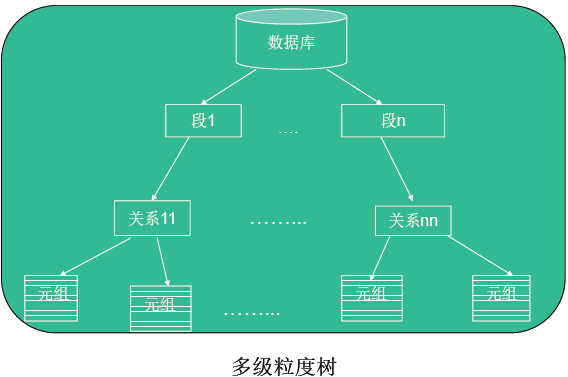 数据库
段1
....
段n
关系11
………..
关系nn
元组
元组
………..
元组
元组
多级粒度树